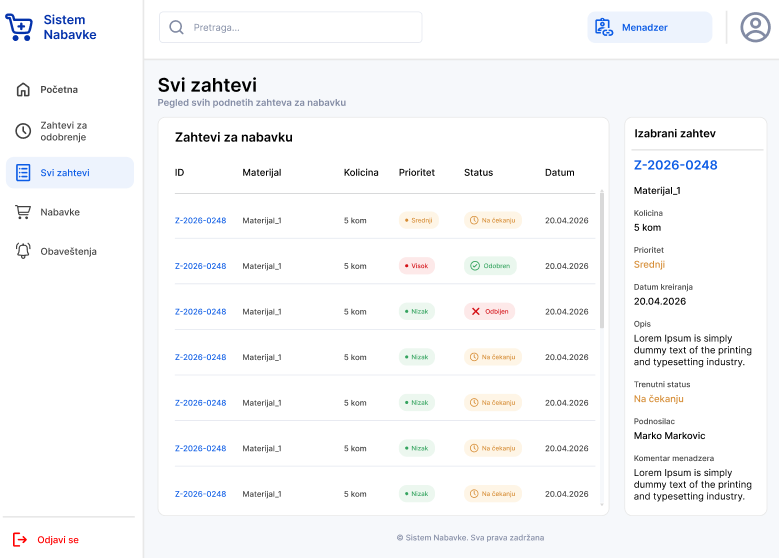 Sistem
Nabavke
Pretraga...
Menadzer
Početna
Zahtevi za
odobrenje
Svi zahtevi
Nabavke
Obaveštenja
Odjavi se
Svi zahtevi
Pegled svih podnetih zahteva za nabavku
Zahtevi za nabavku
ID Materijal Kolicina Prioritet Status Datum
Z-2026-0248 Materijal_1 5 kom Srednji Na čekanju 20.04.2026
Z-2026-0248 Materijal_1 5 kom Visok Odobren 20.04.2026
Z-2026-0248 Materijal_1 5 kom Nizak Odbijen 20.04.2026
Z-2026-0248 Materijal_1 5 kom Nizak Na čekanju 20.04.2026
Z-2026-0248 Materijal_1 5 kom Nizak Na čekanju 20.04.2026
Z-2026-0248 Materijal_1 5 kom Nizak Na čekanju 20.04.2026
Z-2026-0248 Materijal_1 5 kom Nizak Na čekanju 20.04.2026
Izabrani zahtev
Z-2026-0248
Materijal_1
Kolicina
5 kom
Prioritet
Srednji
Datum kreiranja
20.04.2026
Opis
Lorem Ipsum is simply
dummy text of the printing
and typesetting industry.
Trenutni status
Na čekanju
Podnosilac
Marko Markovic
Komentar menadzera
Lorem Ipsum is simply
dummy text of the printing
and typesetting industry.
© Sistem Nabavke. Sva prava zadržana